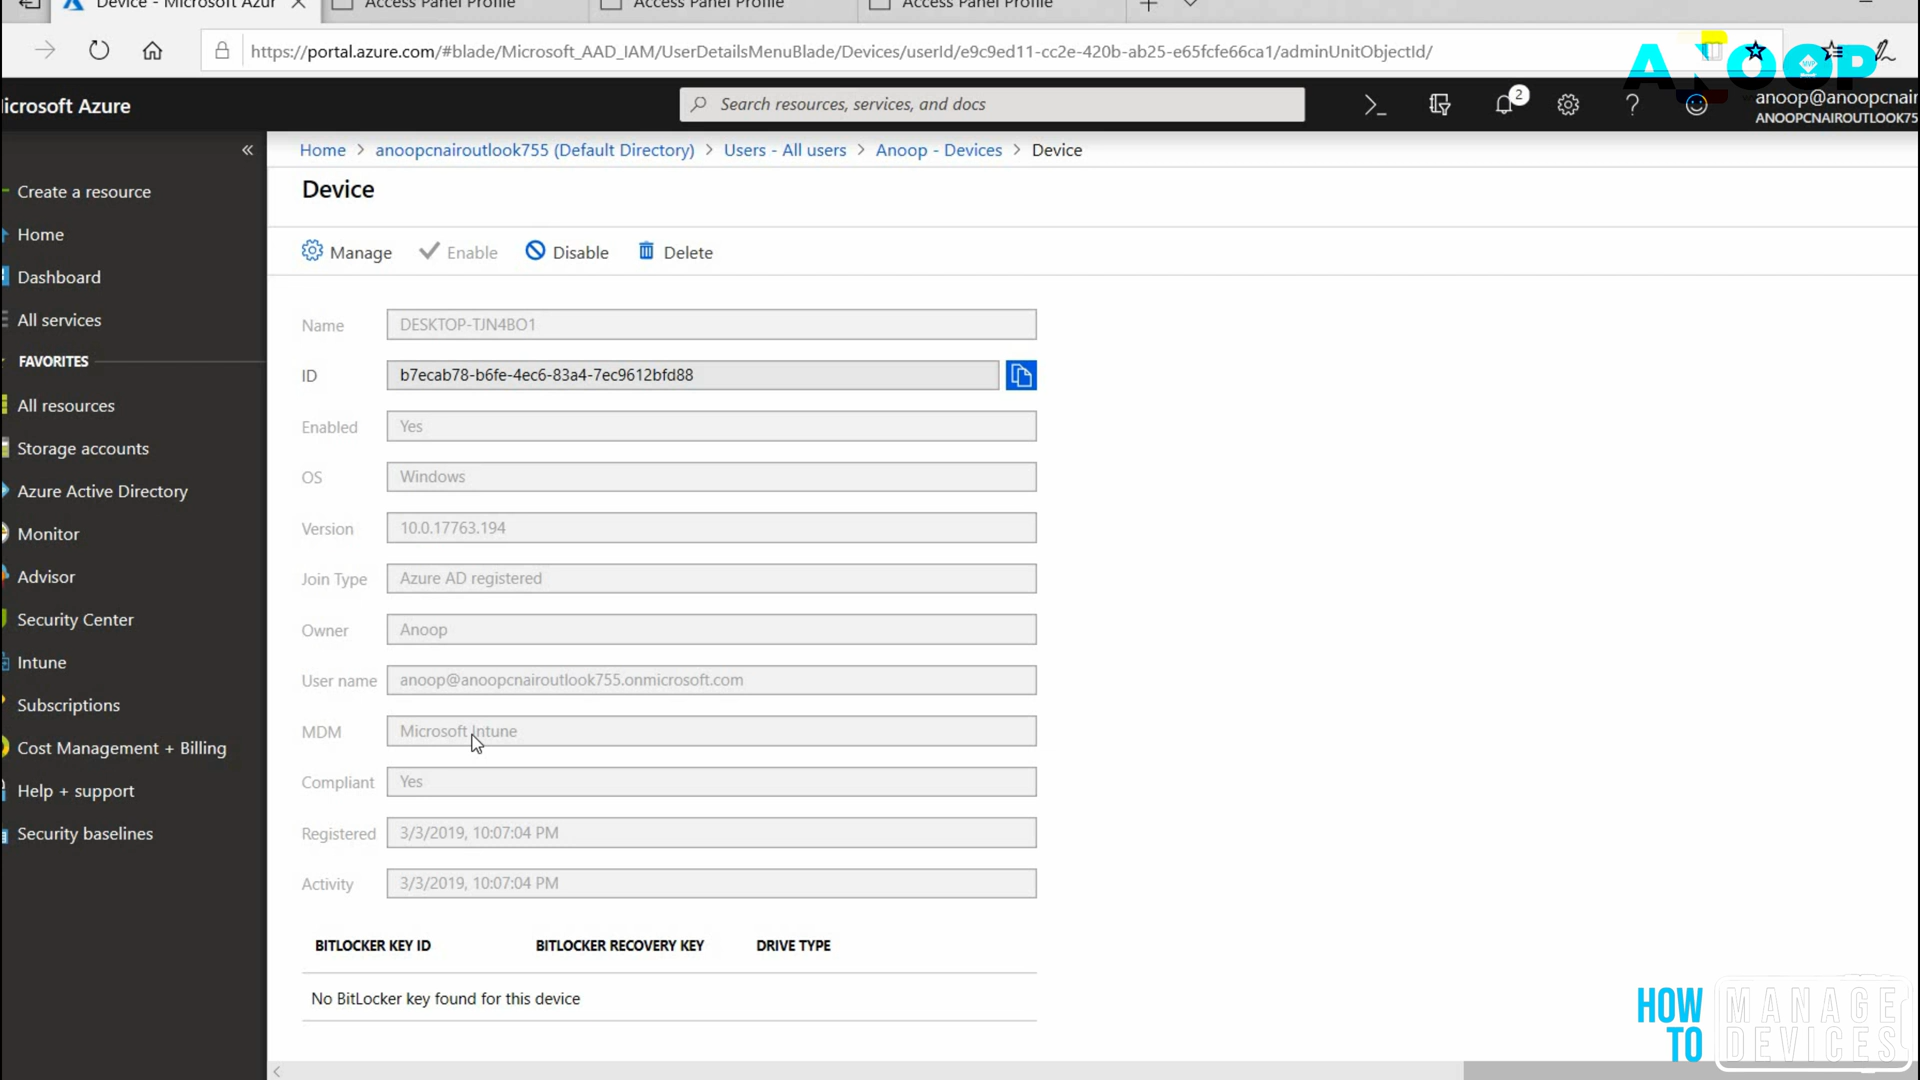 Device - Microsoft Azur
Access Panel Profile
Access Panel Profile
Access Panel Profile
https://portal.azure.com/#blade/Microsoft_AAD_IAM/UserDetailsMenuBlade/Devices/userId/e9c9ed11-cc2e-420b-ab25-e65fcfe66ca1/adminUnitObjectId/
ANOOP
MVP
icrosoft Azure
Search resources, services, and docs
2
anoop@anoopcnair
ANOOPCNAIROUTLOOK75
Home > anoopcnairoutlook755 (Default Directory) > Users - All users > Anoop - Devices > Device
Device
Manage
Enable
Disable
Delete
Create a resource
Home
Dashboard
All services
FAVORITES
All resources
Storage accounts
Azure Active Directory
Monitor
Advisor
Security Center
Intune
Subscriptions
Cost Management + Billing
Help + support
Security baselines
Name DESKTOP-TJN4BO1
ID b7ecab78-b6fe-4ec6-83a4-7ec9612bfd88
Enabled Yes
OS Windows
Version 10.0.17763.194
Join Type Azure AD registered
Owner Anoop
User name anoop@anoopcnairoutlook755.onmicrosoft.com
MDM Microsoft Intune
Compliant Yes
Registered 3/3/2019, 10:07:04 PM
Activity 3/3/2019, 10:07:04 PM
BITLOCKER KEY ID BITLOCKER RECOVERY KEY DRIVE TYPE
No BitLocker key found for this device
HOW TO
MANAGE
DEVICES